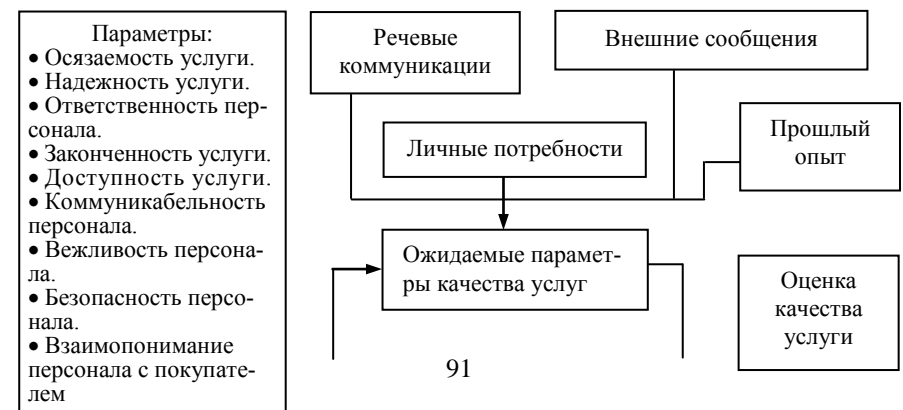 Параметры:
• Осязаемость услуги.
• Надежность услуги.
• Ответственность пер-
сонала.
• Законченность услуги.
• Доступность услуги.
• Коммуникабельность
персонала.
• Вежливость персона-
ла.
• Безопасность персо-
нала.
• Взаимопонимание
персонала с покупате-
лем
Речевые
коммуникации
Внешние сообщения
Личные потребности
Прошлый
опыт
Ожидаемые парамет-
ры качества услуг
Оценка
качества
услуги
91